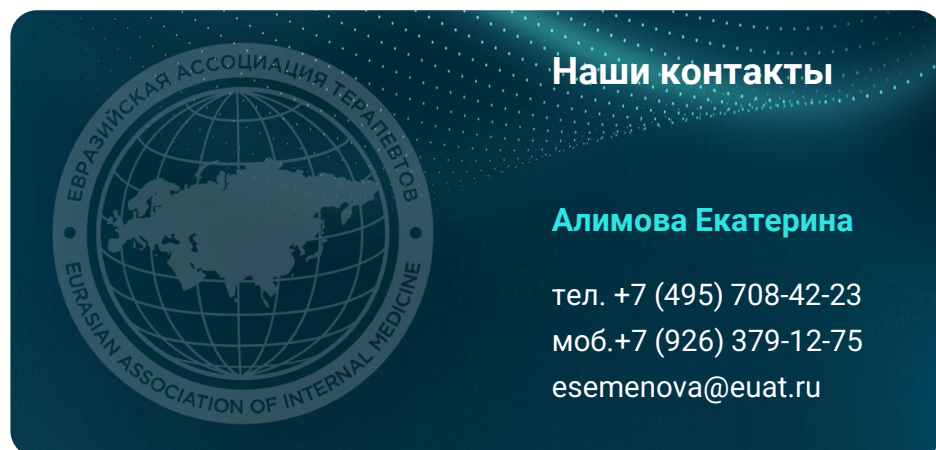 ЕВРАЗИЙСКАЯ АССОЦИАЦИЯ ТЕРАПЕВТОВ
EURASIAN ASSOCIATION OF INTERNAL MEDICINE
Наши контакты
Алимова Екатерина
тел. +7 (495) 708-42-23
моб.+7 (926) 379-12-75
esemenova@euat.ru